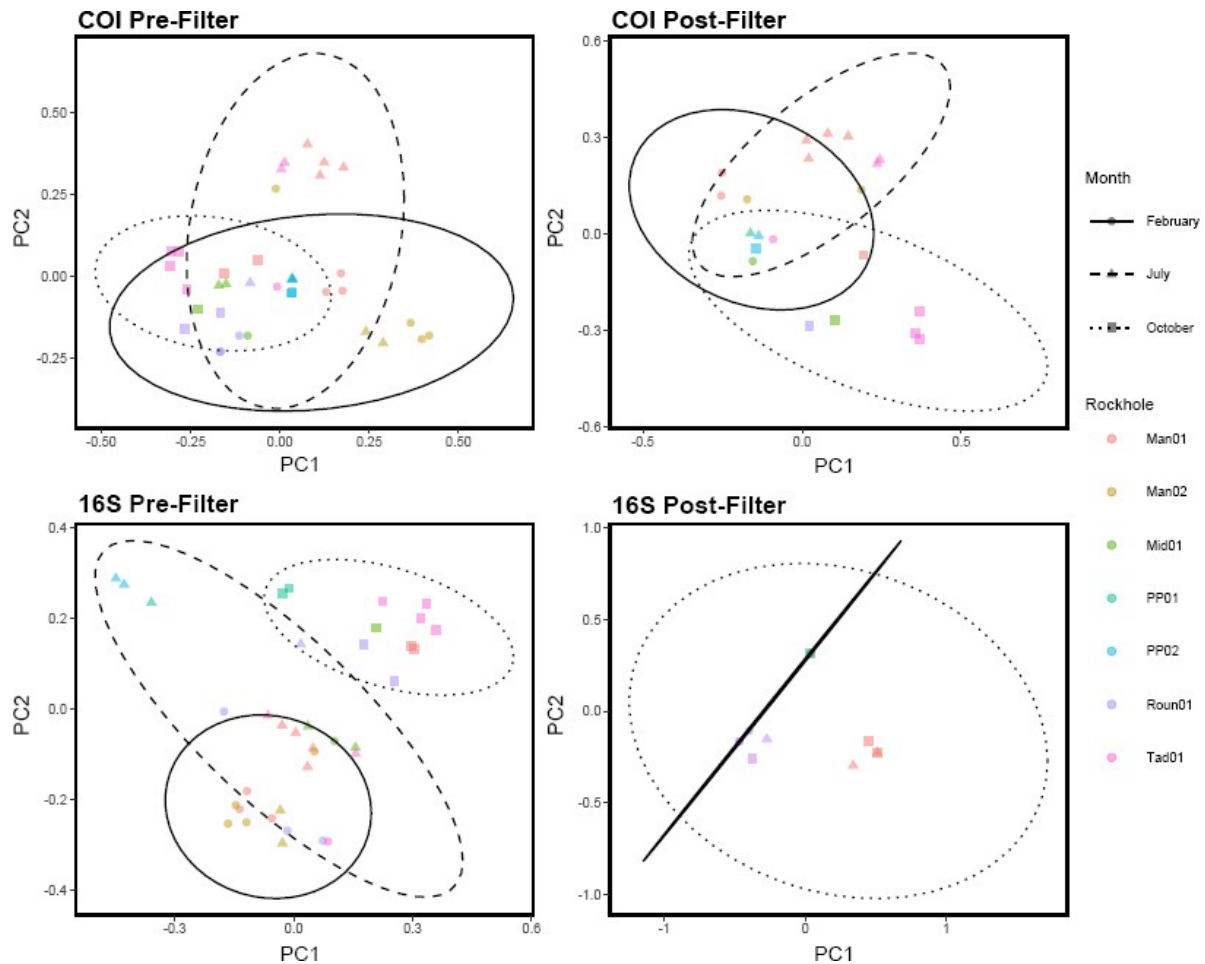 COI Pre-Filter
PC2
0.50
0.25
0.00
-0.25
-0.50
-0.25
0.00
0.25
0.50
PC1
COI Post-Filter
PC2
0.6
0.3
0.0
-0.3
-0.6
-0.5
0.0
0.5
PC1
16S Pre-Filter
PC2
0.4
0.2
0.0
-0.2
-0.4
-0.3
0.0
0.3
0.6
PC1
16S Post-Filter
PC2
1.0
0.5
0.0
-0.5
-1.0
-1
0
1
PC1
Month
February
July
October
Rockhole
Man01
Man02
Mid01
PP01
PP02
Roun01
Tad01